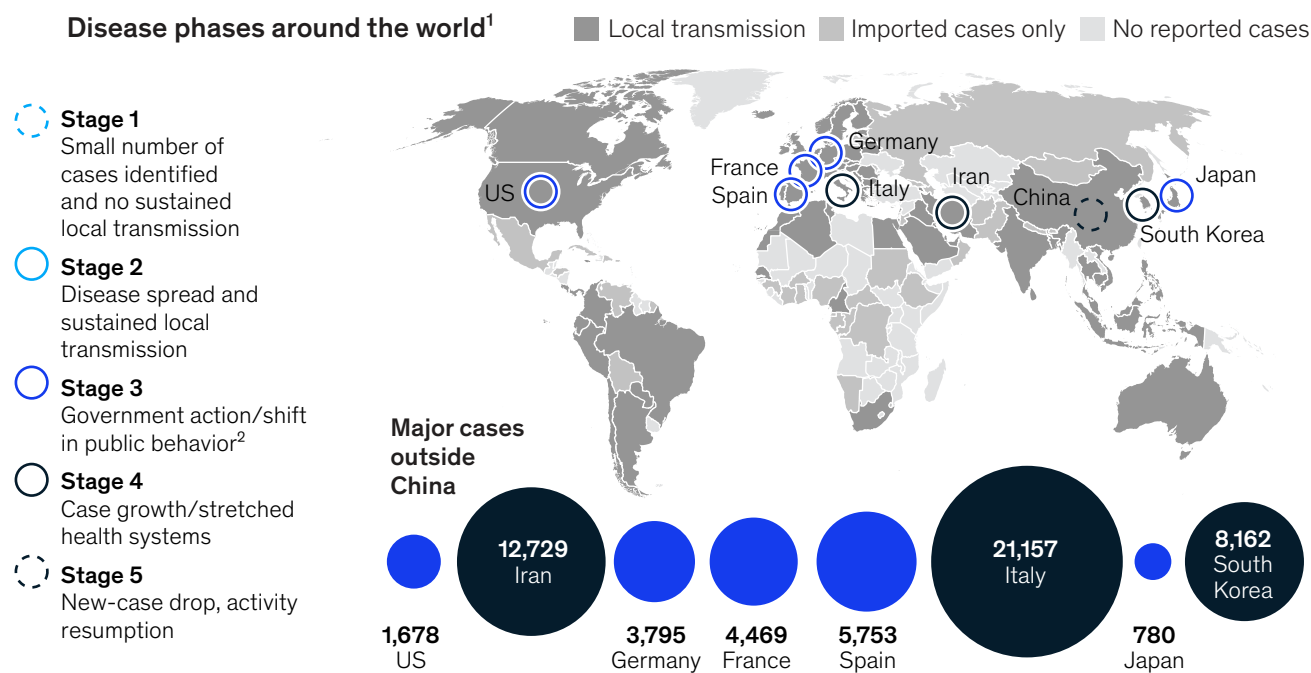 Disease phases around the world¹
Local transmission
Imported cases only
No reported cases
Stage 1
Small number of
cases identified
and no sustained
local transmission
Stage 2
Disease spread and
sustained local
transmission
Stage 3
Government action/shift
in public behavior²
Stage 4
Case growth/stretched
health systems
Stage 5
New-case drop, activity
resumption
US
Germany
France
Spain
Italy
Iran
China
Japan
South Korea
Major cases
outside
China
1,678
US
12,729
Iran
3,795
Germany
4,469
France
5,753
Spain
21,157
Italy
780
Japan
8,162
South
Korea